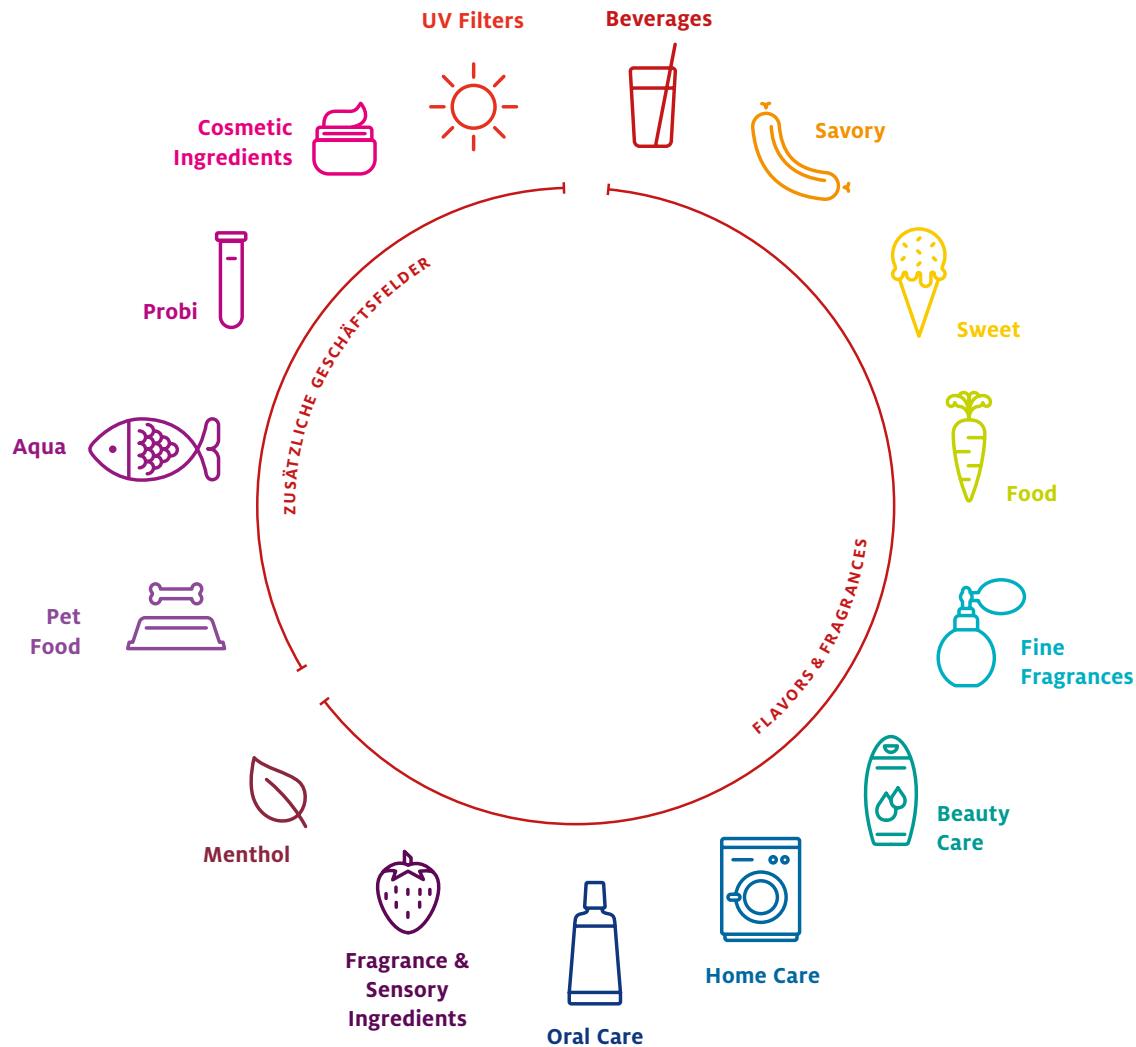 UV Filters
Beverages
Savory
Sweet
Food
Fine
Fragrances
Beauty
Care
Home Care
Oral Care
Fragrance &
Sensory
Ingredients
Menthol
Pet
Food
Aqua
Probi
Cosmetic
Ingredients
ZUSÄTZLICHE GESCHÄFTSFELDER
FLAVORS & FRAGRANCES